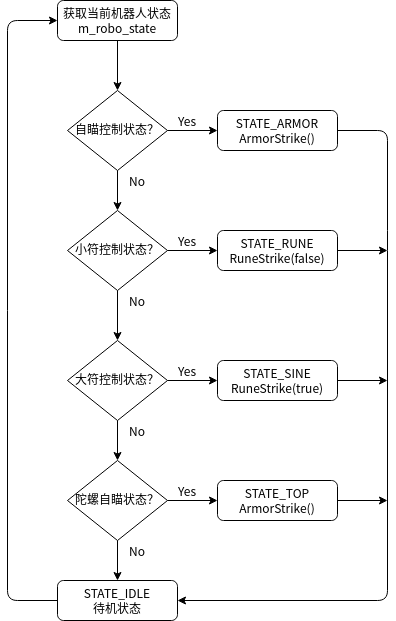 获取当前机器人状态
m_robo_state
自瞄控制状态?
Yes
STATE_ARMOR
ArmorStrike()
No
小符控制状态?
Yes
STATE_RUNE
RuneStrike(false)
No
大符控制状态?
Yes
STATE_SINE
RuneStrike(true)
No
陀螺自瞄状态?
Yes
STATE_TOP
ArmorStrike()
No
STATE_IDLE
待机状态